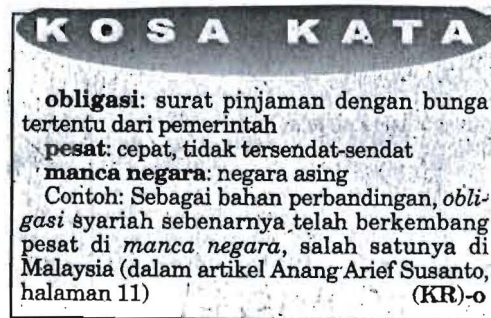 KOSA KATA
obligasi: surat pinjaman dengan bunga
tertentu dari pemerintah
pesat: cepat, tidak tersendat-sendat
manca negara: negara asing
Contoh: Sebagai bahan perbandingan, obli-
gasi syariah sebenarnya telah berkembang
pesat di manca negara, salah satunya di
Malaysia (dalam artikel Anang Arief Susanto,
halaman 11) (KR)-o